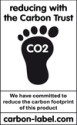 reducing with
the Carbon Trust
CO2
We have committed to
reduce the carbon footprint
of this product
carbon-label.com